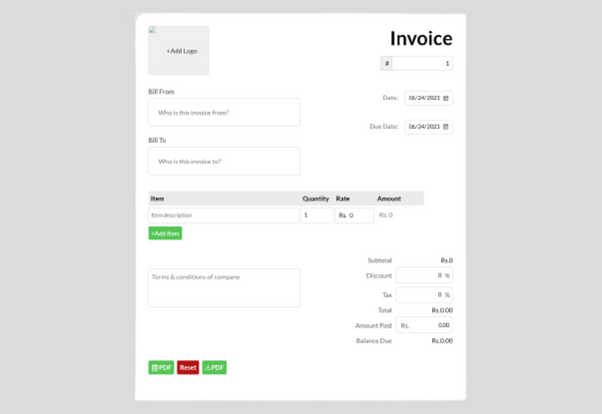 +Add Logo
Invoice
# 1
Bill From
Who is this invoice from?
Date: 06/24/2023
Due Date: 06/24/2023
Bill To
Who is this invoice to?
Item Quantity Rate Amount
Item description 1 Rs. 0 Rs. 0
+Add Item
Terms & conditions of company
Subtotal Rs.0
Discount 0 %
Tax 0 %
Total Rs.0.00
Amount Paid Rs. 0.00
Balance Due Rs.0.00
PDF Reset PDF